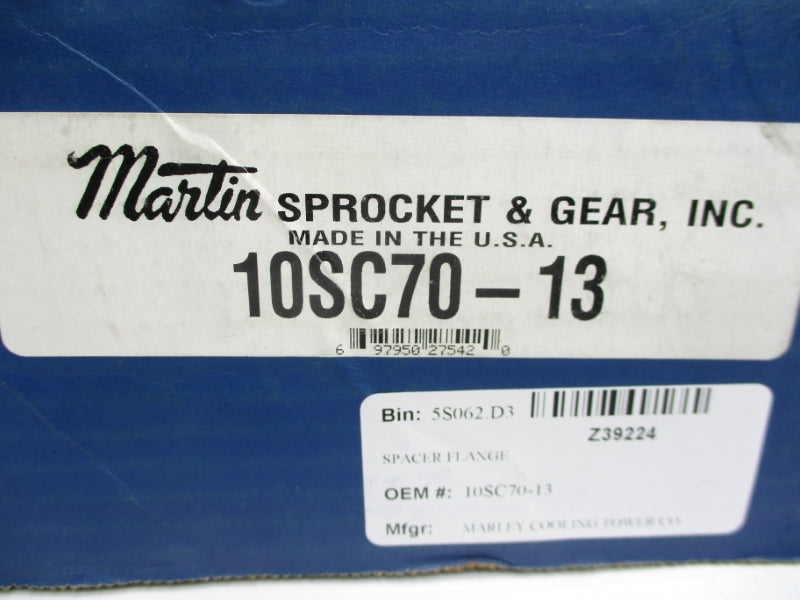 Martin SPROCKET & GEAR, INC.
MADE IN THE U.S.A.
10SC70-13
6 97950 27542 0
Bin: 5S062.D3
Z39224
SPACER FLANGE
OEM #: 10SC70-13
Mfgr: MARLEY COOLING TOWER CO